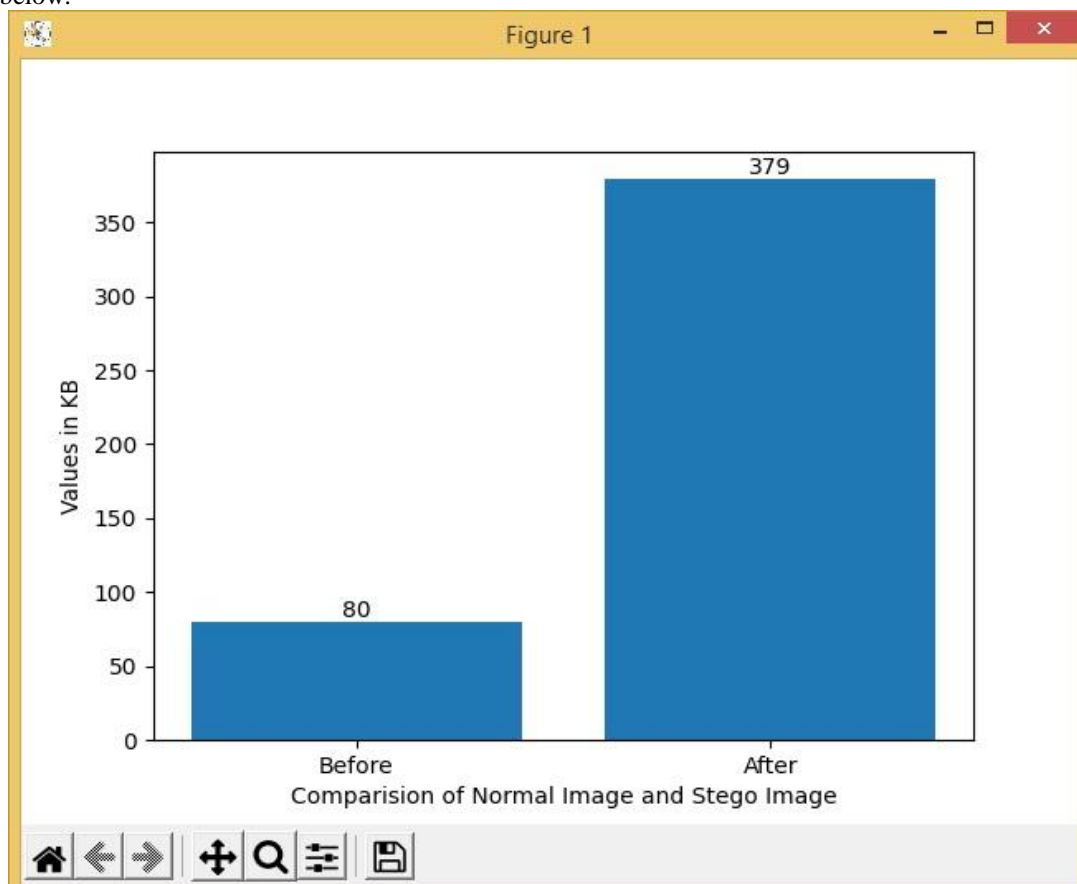 below.
Figure 1
379
350
300
250
200
150
100
50
0
Values in KB
80
Before After
Comparision of Normal Image and Stego Image